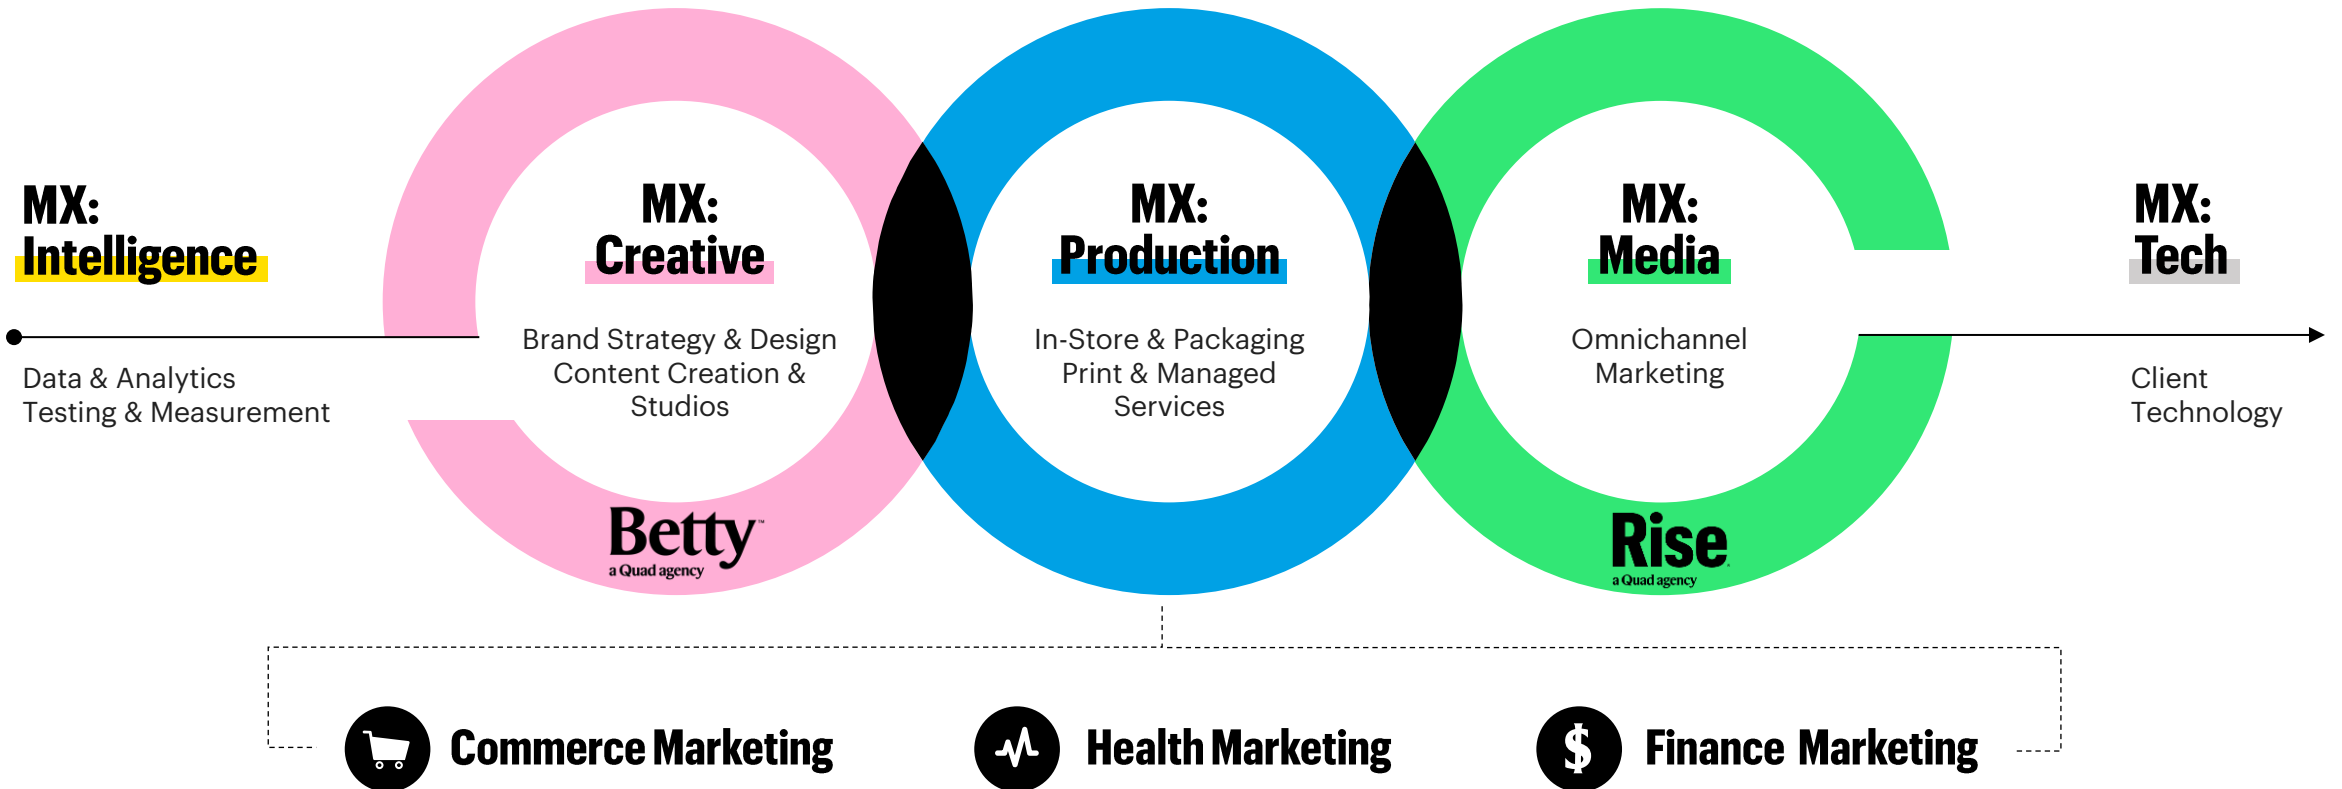 MX:
Intelligence
Data & Analytics
Testing & Measurement
MX:
Creative
Brand Strategy & Design
Content Creation &
Studios
Betty™
a Quad agency
MX:
Production
In-Store & Packaging
Print & Managed
Services
MX:
Media
Omnichannel
Marketing
Rise
a Quad agency
MX:
Tech
Client
Technology
$
Commerce Marketing
Health Marketing
Finance Marketing